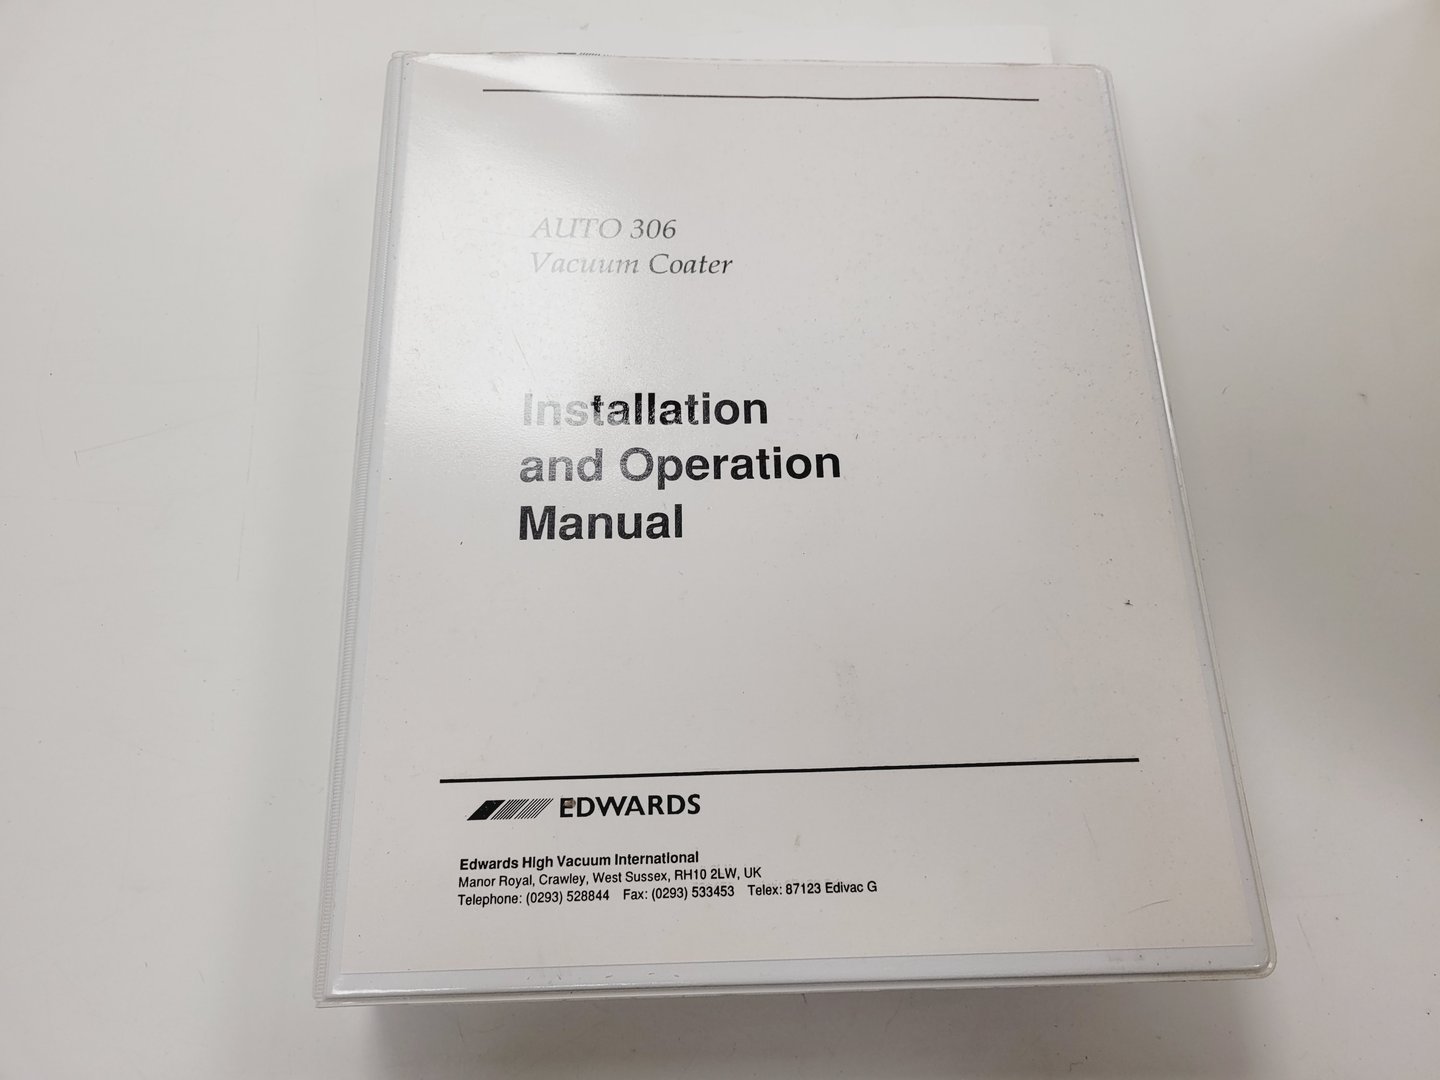 AUTO 306
Vacuum Coater
Installation
and Operation
Manual
EDWARDS
Edwards High Vacuum International
Manor Royal, Crawley, West Sussex, RH10 2LW, UK
Telephone: (0293) 528844 Fax: (0293) 533453 Telex: 87123 Edivac G